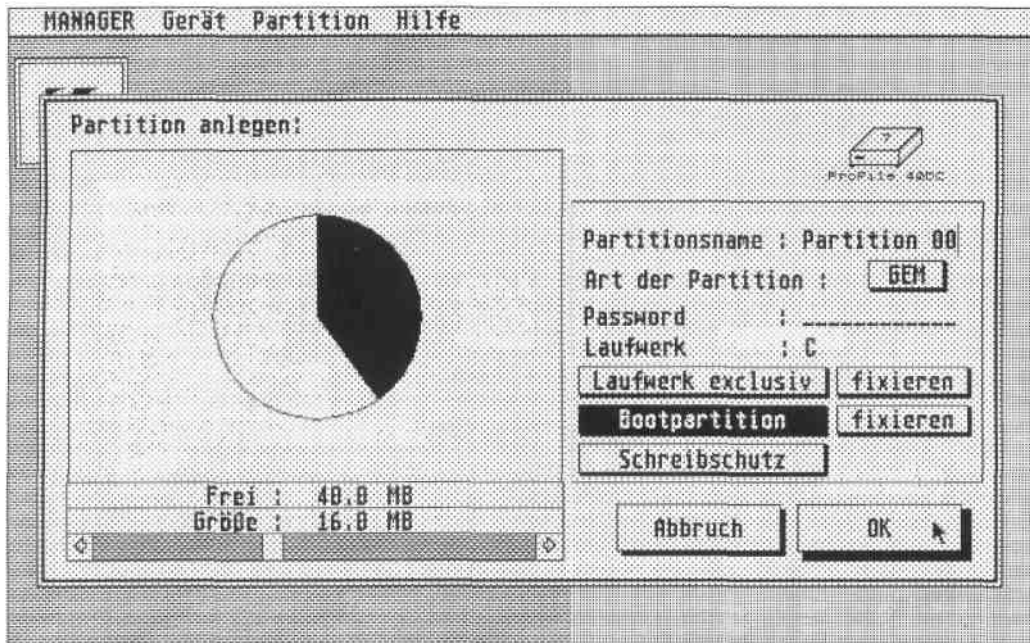 MANAGER Gerät Partition Hilfe
Partition anlegen:
ProFile 40DC
Partitionsname : Partition 00
Art der Partition : GEM
Password : ____________
Laufwerk : C
Laufwerk exclusiv fixieren
Bootpartition fixieren
Schreibschutz
Frei : 40.0 MB
Größe : 16.0 MB
Abbruch OK